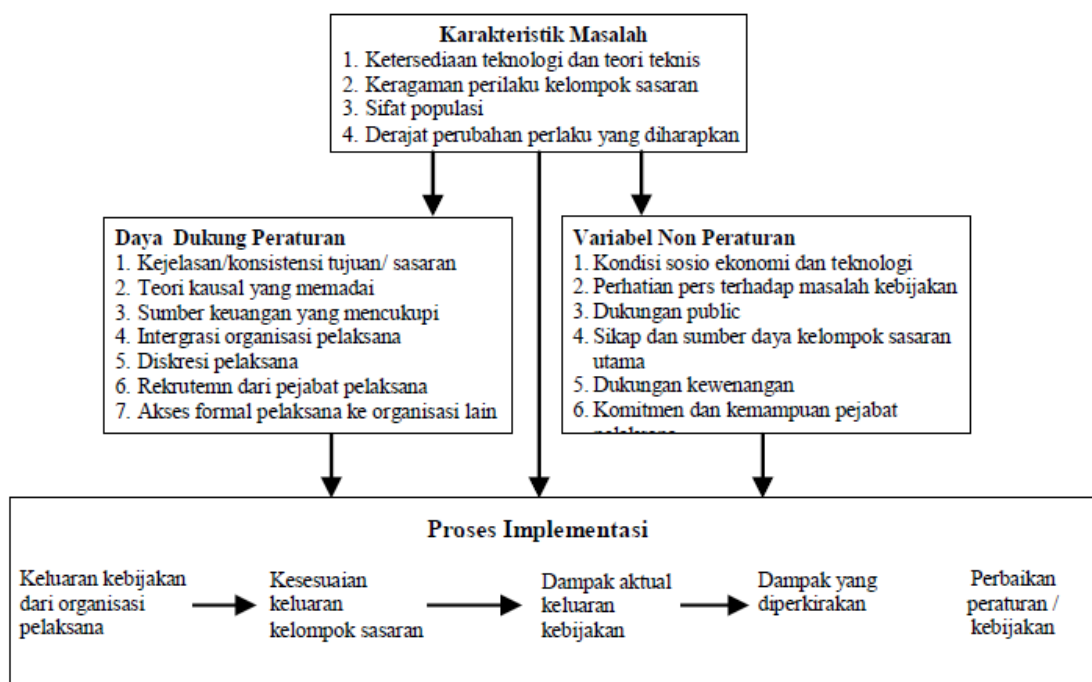 Karakteristik Masalah
1. Ketersediaan teknologi dan teori teknis
2. Keragaman perilaku kelompok sasaran
3. Sifat populasi
4. Derajat perubahan perlaku yang diharapkan
Daya Dukung Peraturan
1. Kejelasan/konsistensi tujuan/ sasaran
2. Teori kausal yang memadai
3. Sumber keuangan yang mencukupi
4. Intergrasi organisasi pelaksana
5. Diskresi pelaksana
6. Rekrutemn dari pejabat pelaksana
7. Akses formal pelaksana ke organisasi lain
Variabel Non Peraturan
1. Kondisi sosio ekonomi dan teknologi
2. Perhatian pers terhadap masalah kebijakan
3. Dukungan public
4. Sikap dan sumber daya kelompok sasaran
utama
5. Dukungan kewenangan
6. Komitmen dan kemampuan pejabat
Proses Implementasi
Keluaran kebijakan
dari organisasi
pelaksana
Kesesuaian
keluaran
kelompok sasaran
Dampak aktual
keluaran
kebijakan
Dampak yang
diperkirakan
Perbaikan
peraturan /
kebijakan